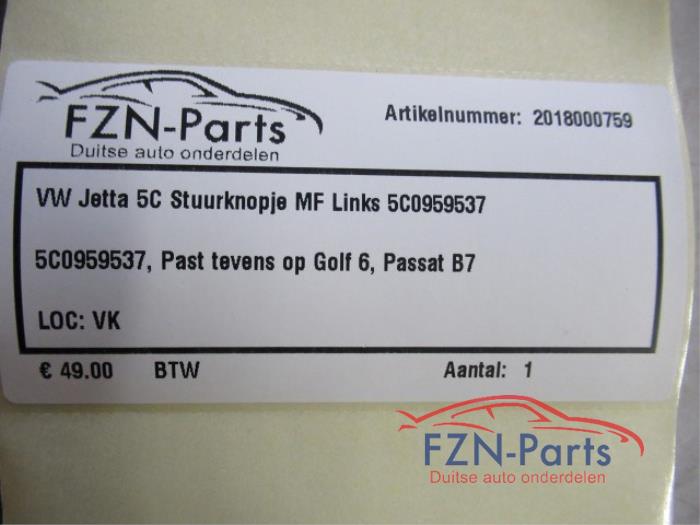 FZN-Parts
Duitse auto onderdelen
Artikelnummer: 2018000759
VW Jetta 5C Stuurknopje MF Links 5C0959537
5C0959537, Past tevens op Golf 6, Passat B7
LOC: VK
€ 49.00 BTW Aantal: 1
FZN-Parts
Duitse auto onderdelen